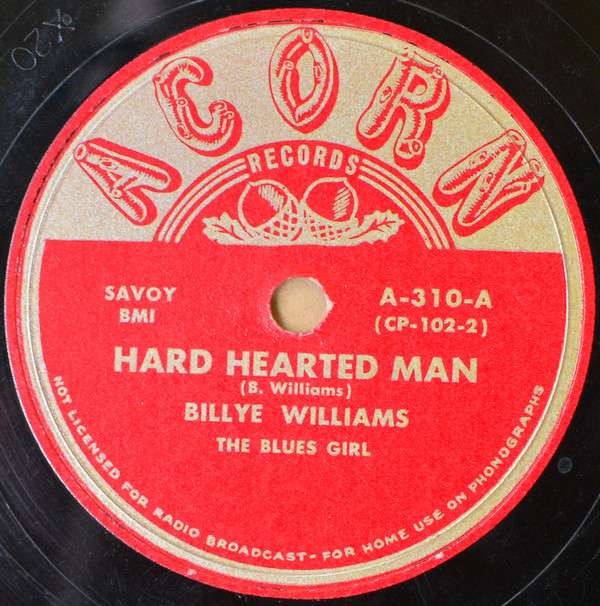 ACORN
RECORDS
SAVOY
BMI
A-310-A
(CP-102-2)
HARD HEARTED MAN
(B. Williams)
BILLYE WILLIAMS
THE BLUES GIRL
NOT LICENSED FOR RADIO BROADCAST - FOR HOME USE ON PHONOGRAPHS